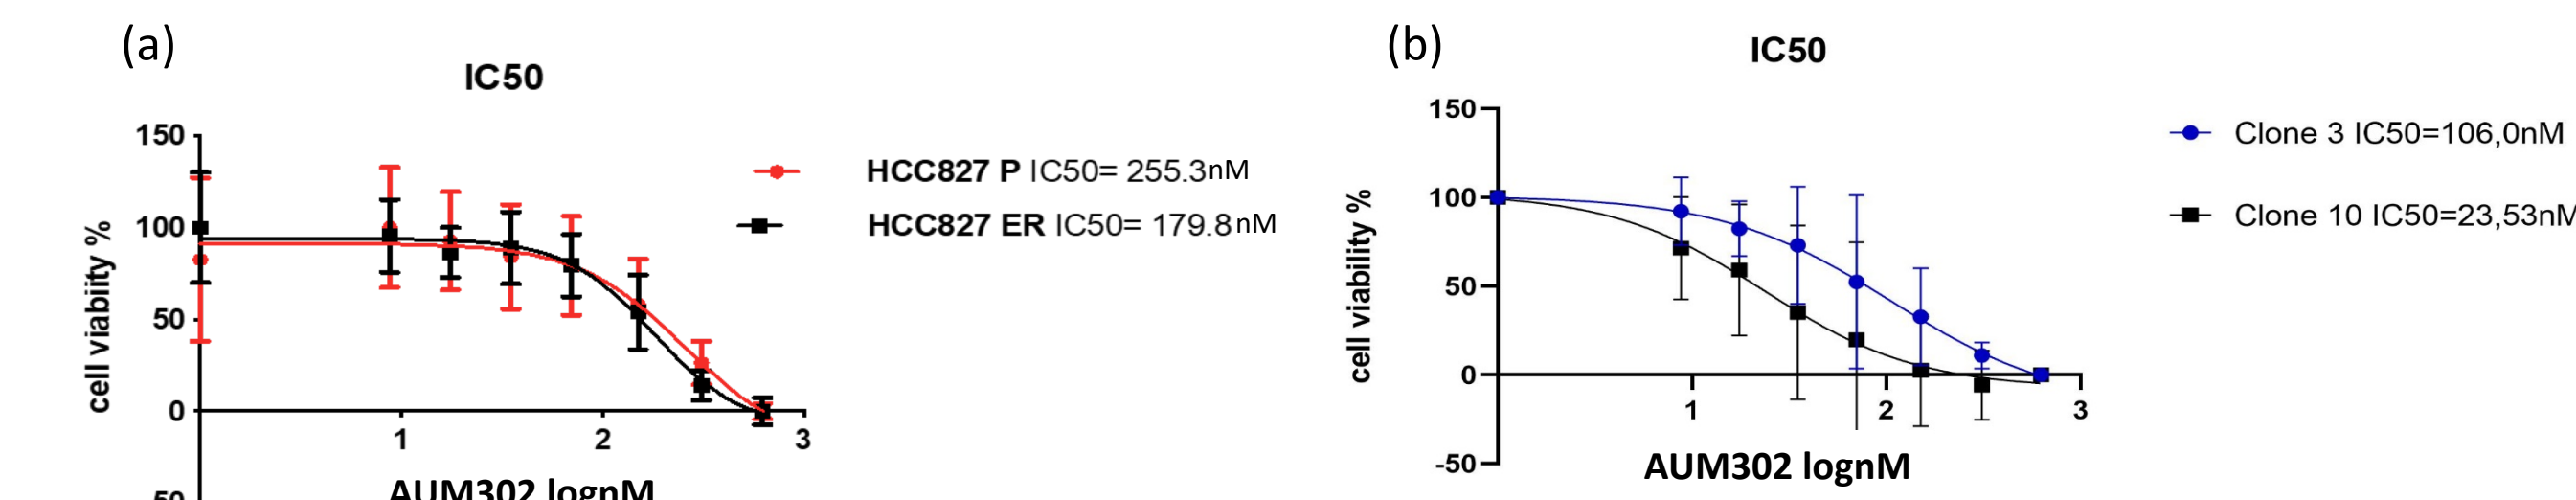 (a)
IC50
150
100
50
0
1
2
3
cell viabiity %
AUM302 lognM
HCC827 P IC50= 255.3nM
HCC827 ER IC50= 179.8nM
(b)
IC50
150
100
50
0
-50
1
2
3
cell viability %
AUM302 lognM
Clone 3 IC50=106,0nM
Clone 10 IC50=23,53nM